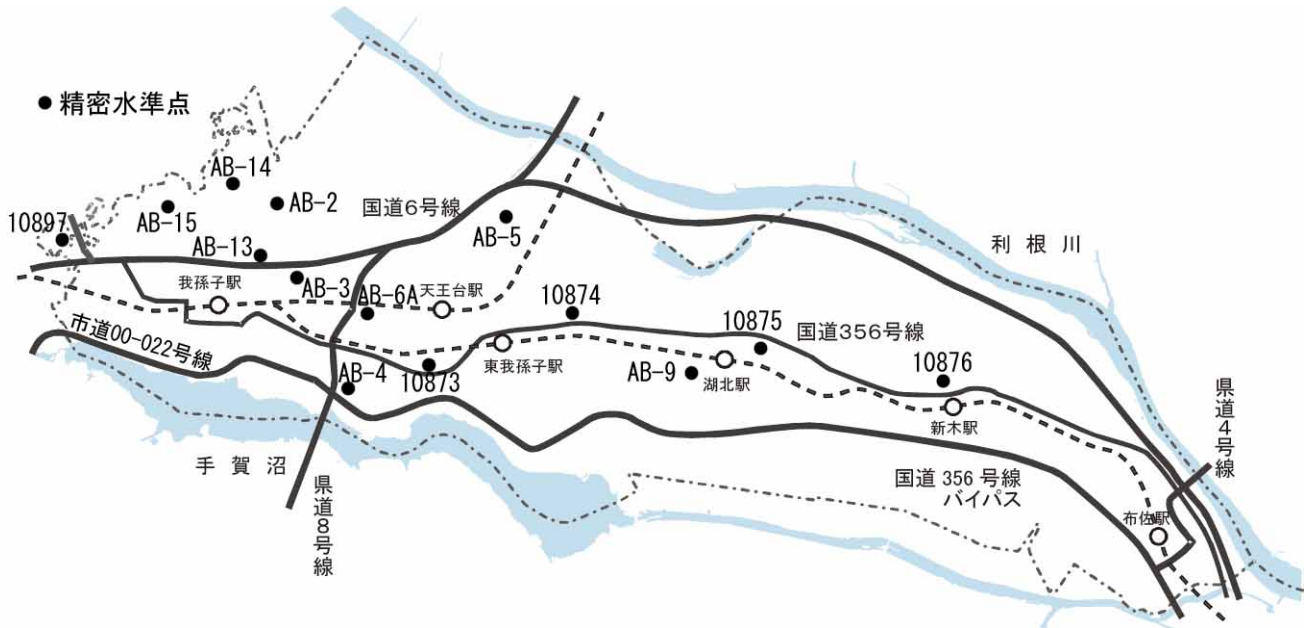 精密水準点
AB-14
AB-2
国道6号線
AB-15
10897
AB-5
AB-13
利根川
我孫子駅
AB-3
AB-6A
天王台駅
10874
10875
国道356号線
市道00-022号線
東我孫子駅
10876
AB-4
10873
AB-9
湖北駅
新木駅
県道4号線
手賀沼
県道8号線
国道356号線
バイパス
布佐駅